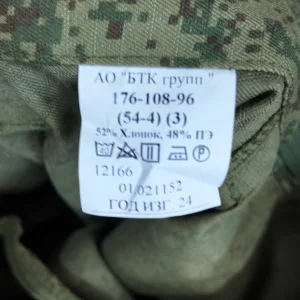 АО "БТК групп"
176-108-96
(54-4) (3)
52% Хлопок, 48% ПЭ
12166
01.021152
ГОД ИЗГ. 24